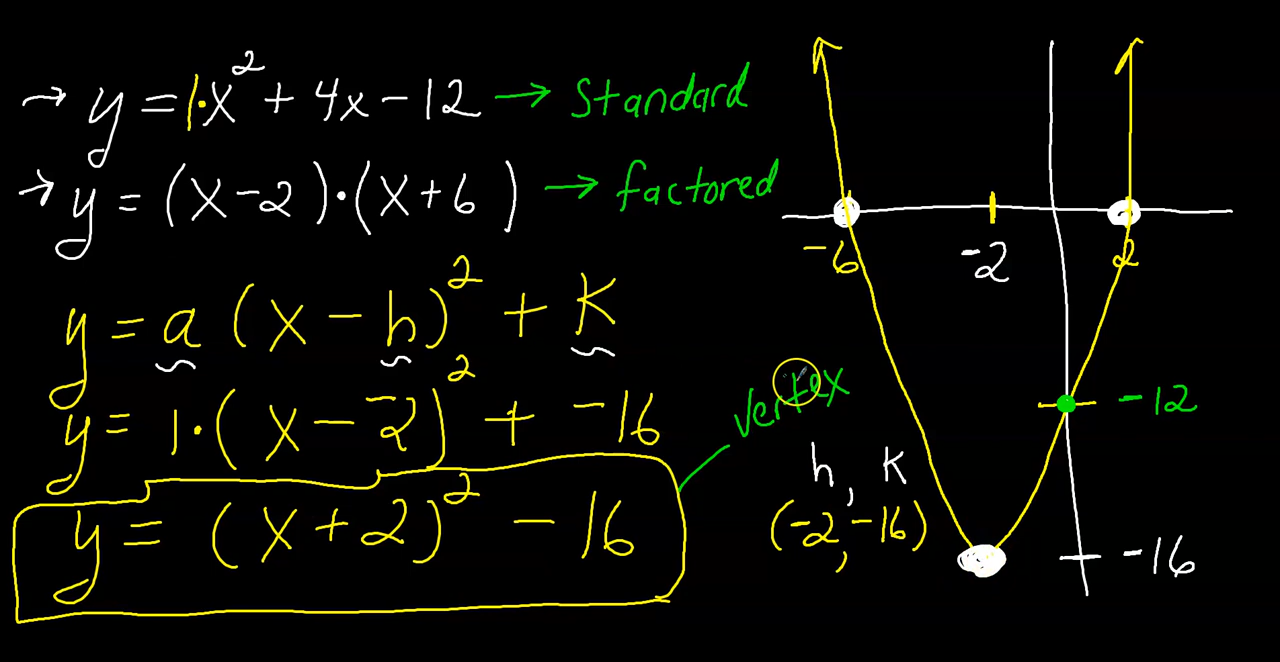 → y = 1·x² + 4x - 12 → Standard
→ y = (x - 2)·(x + 6) → factored
y = a (x - h)² + k
y = 1·(x - -2)² + -16
y = (x + 2)² - 16
vertex
h, k
(-2, -16)
-6
-2
2
-12
-16